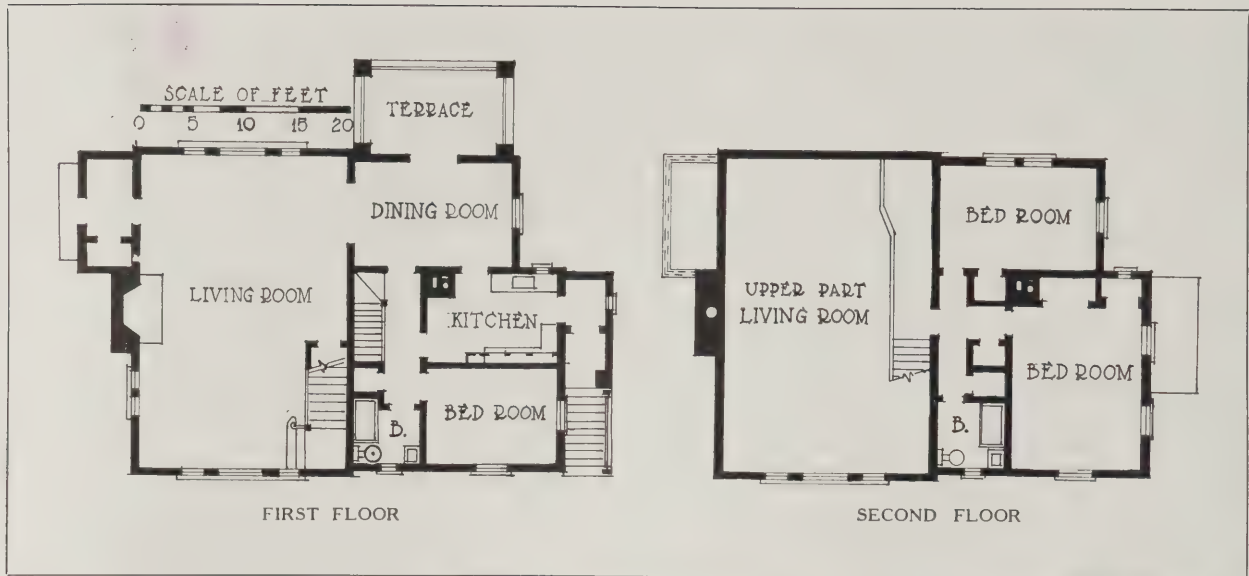 SCALE OF FEET
0 5 10 15 20
TERRACE
DINING ROOM
LIVING ROOM
KITCHEN
BED ROOM
B.
FIRST FLOOR
BED ROOM
UPPER PART
LIVING ROOM
BED ROOM
B.
SECOND FLOOR